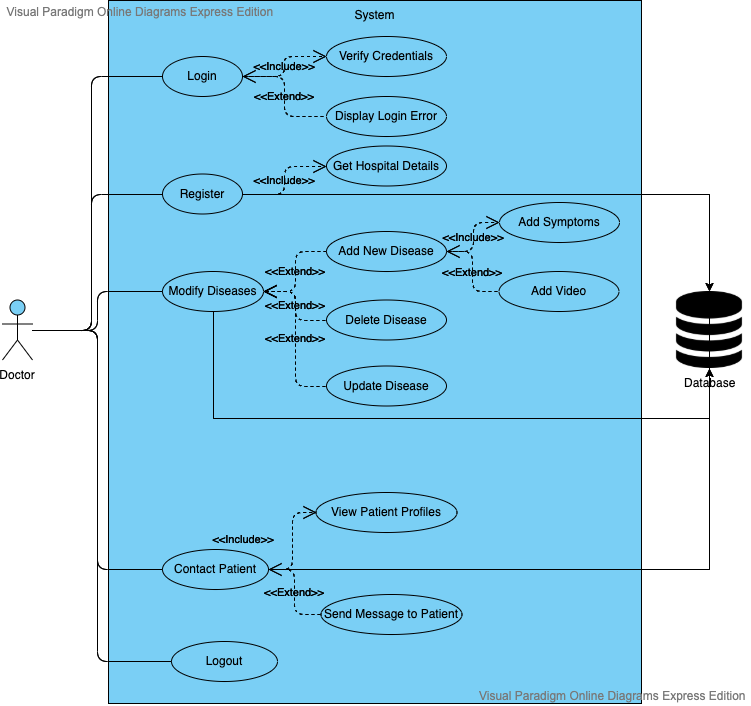 Visual Paradigm Online Diagrams Express Edition
System
Verify Credentials
<<Include>>
Login
<<Extend>>
Display Login Error
Get Hospital Details
<<Include>>
Register
Add Symptoms
<<Include>>
Add New Disease
<<Extend>>
<<Extend>>
Modify Diseases
Add Video
<<Extend>>
Delete Disease
<<Extend>>
Update Disease
Doctor
Database
View Patient Profiles
<<Include>>
Contact Patient
<<Extend>>
Send Message to Patient
Logout
Visual Paradigm Online Diagrams Express Edition